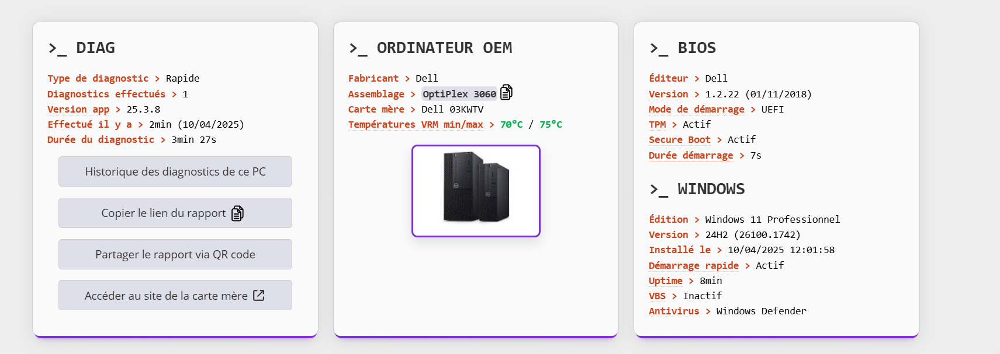 >_ DIAG
Type de diagnostic > Rapide
Diagnostics effectués > 1
Version app > 25.3.8
Effectué il y a > 2min (10/04/2025)
Durée du diagnostic > 3min 27s
Historique des diagnostics de ce PC
Copier le lien du rapport
Partager le rapport via QR code
Accéder au site de la carte mère
>_ ORDINATEUR OEM
Fabricant > Dell
Assemblage > OptiPlex 3060
Carte mère > Dell 03KWTV
Températures VRM min/max > 70°C / 75°C
>_ BIOS
Éditeur > Dell
Version > 1.2.22 (01/11/2018)
Mode de démarrage > UEFI
TPM > Actif
Secure Boot > Actif
Durée démarrage > 7s
>_ WINDOWS
Édition > Windows 11 Professionnel
Version > 24H2 (26100.1742)
Installé le > 10/04/2025 12:01:58
Démarrage rapide > Actif
Uptime > 8min
VBS > Inactif
Antivirus > Windows Defender